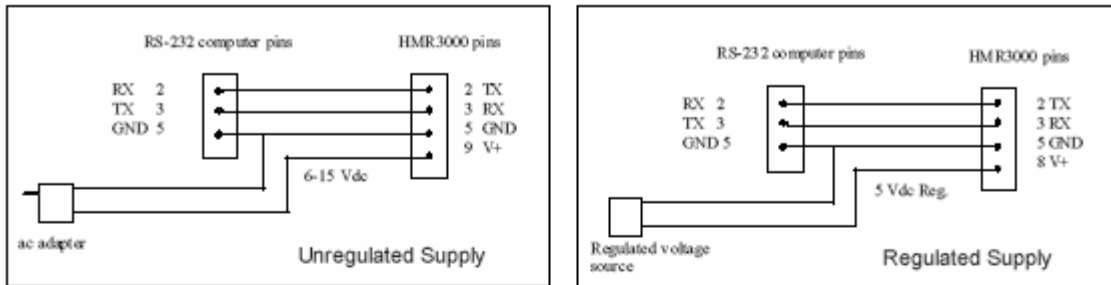 RS-232 computer pins
HMR3000 pins
RX 2
TX 3
GND 5
2 TX
3 RX
5 GND
9 V+
6-15 Vdc
ac adapter
Unregulated Supply
RS-232 computer pins
HMR3000 pins
RX 2
TX 3
GND 5
2 TX
3 RX
5 GND
8 V+
5 Vdc Reg.
Regulated voltage
source
Regulated Supply